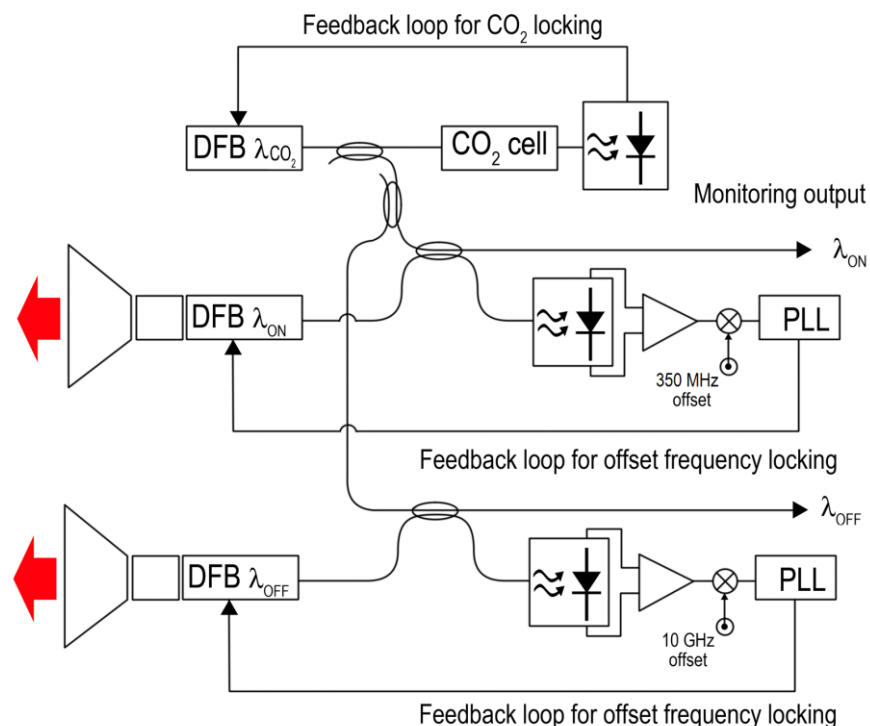 Feedback loop for CO₂ locking
DFB λCO₂
CO₂ cell
Monitoring output
λON
DFB λON
PLL
350 MHz
offset
Feedback loop for offset frequency locking
λOFF
DFB λOFF
PLL
10 GHz
offset
Feedback loop for offset frequency locking